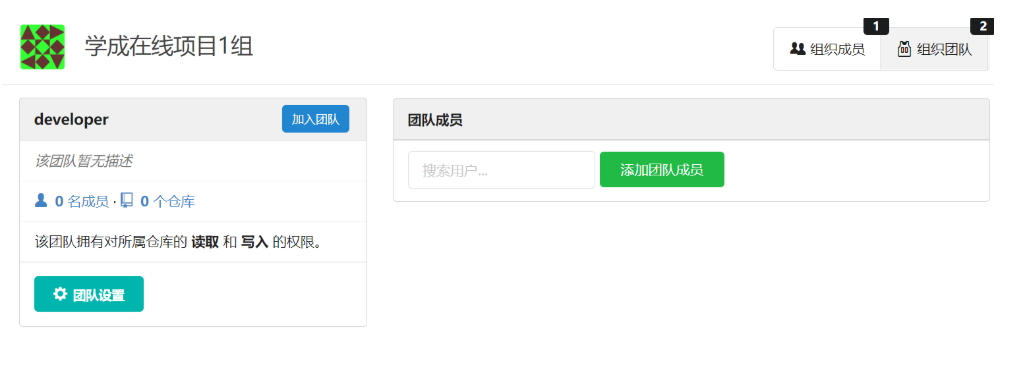 学成在线项目1组
组织成员 1
组织团队 2
developer 加入团队
该团队暂无描述
0 名成员 · 0 个仓库
该团队拥有对所属仓库的 读取 和 写入 的权限。
团队设置
团队成员
搜索用户... 添加团队成员